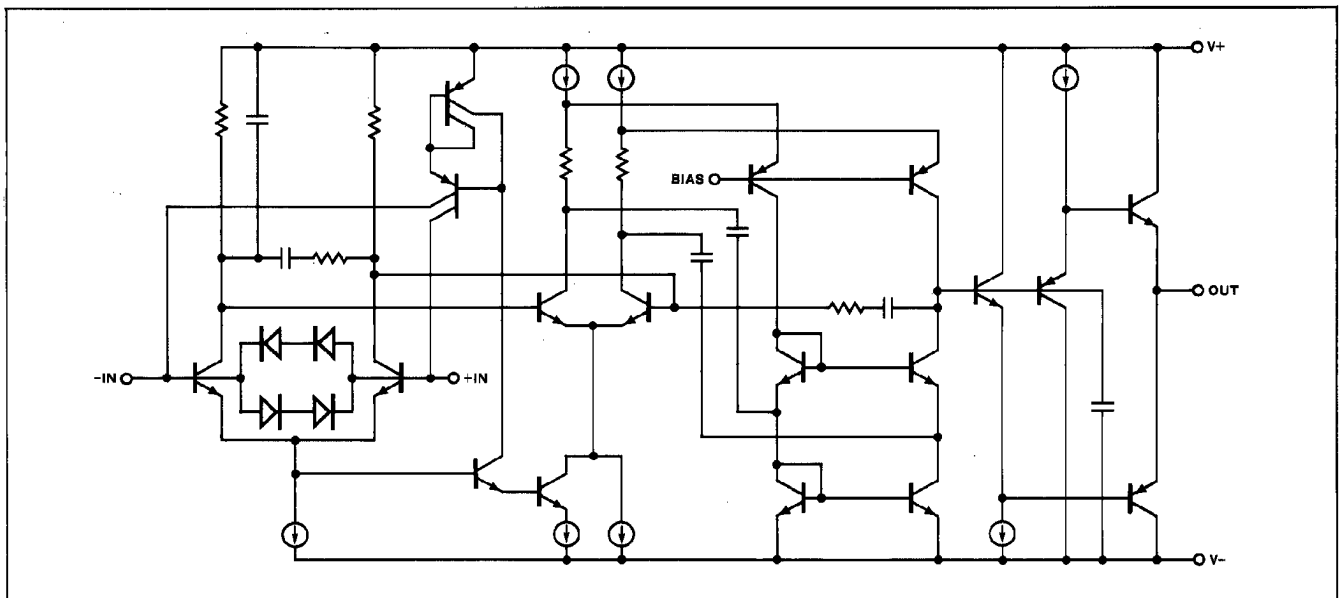 V+
BIAS
OUT
-IN
+IN
V-